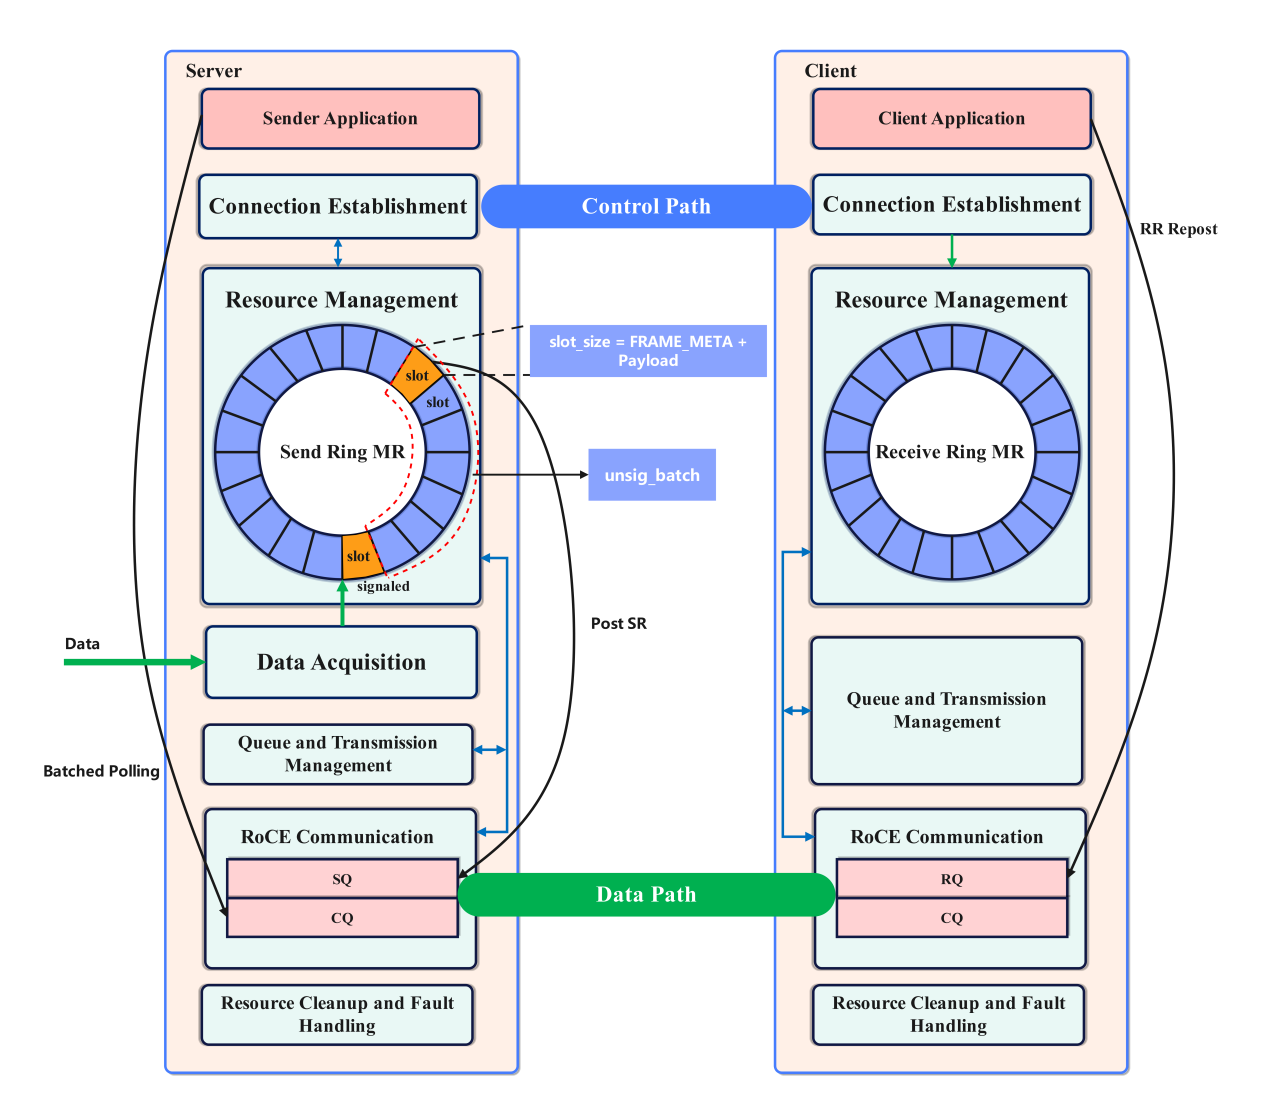 Server
Sender Application
Connection Establishment
Resource Management
slot
slot
Send Ring MR
slot
signaled
Data
Data Acquisition
Queue and Transmission
Management
Batched Polling
RoCE Communication
SQ
CQ
Resource Cleanup and Fault
Handling
Control Path
slot_size = FRAME_META +
Payload
unsig_batch
Post SR
Data Path
Client
Client Application
Connection Establishment
RR Repost
Resource Management
Receive Ring MR
Queue and Transmission
Management
RoCE Communication
RQ
CQ
Resource Cleanup and Fault
Handling